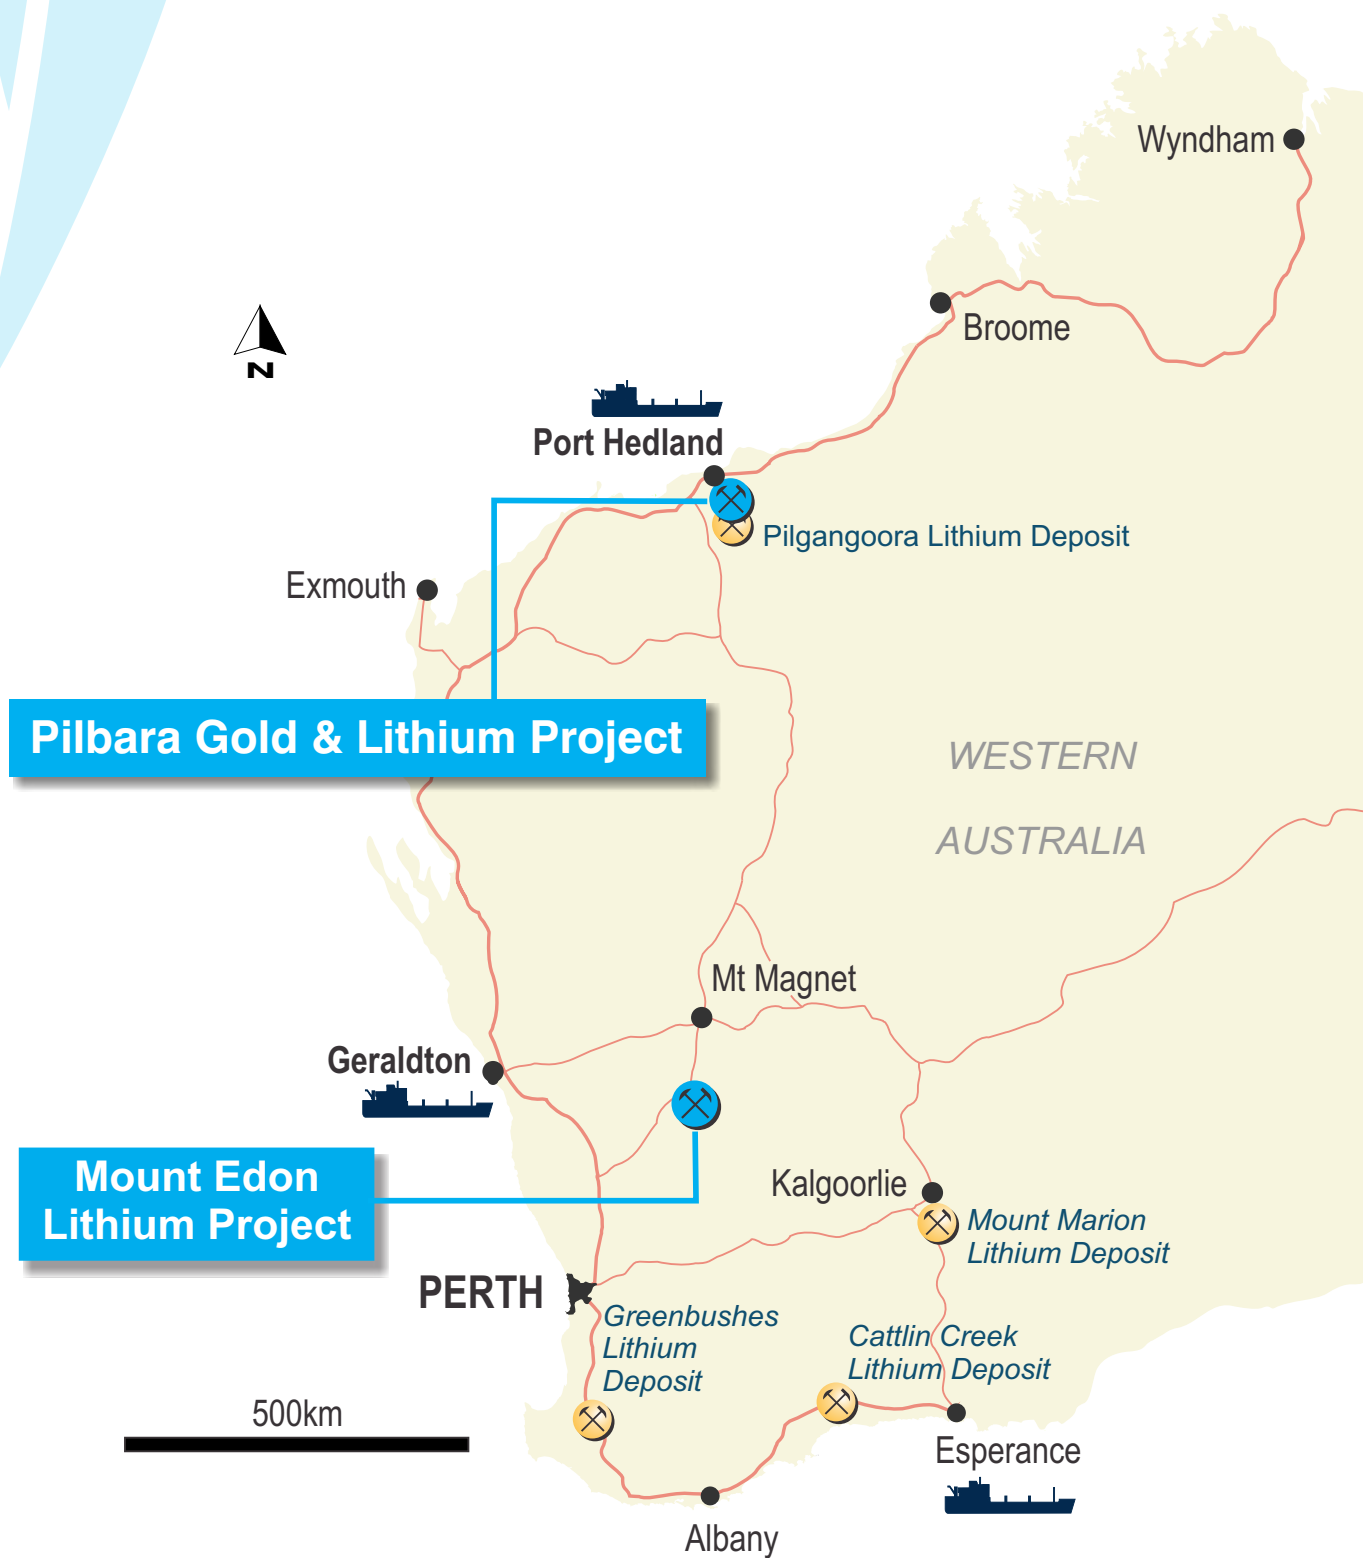 Wyndham
Broome
N
Port Hedland
Pilgangoora Lithium Deposit
Exmouth
Pilbara Gold & Lithium Project
WESTERN
AUSTRALIA
Mt Magnet
Geraldton
Mount Edon
Lithium Project
Kalgoorlie
Mount Marion
Lithium Deposit
PERTH
Greenbushes
Lithium
Deposit
Cattlin Creek
Lithium Deposit
500km
Esperance
Albany